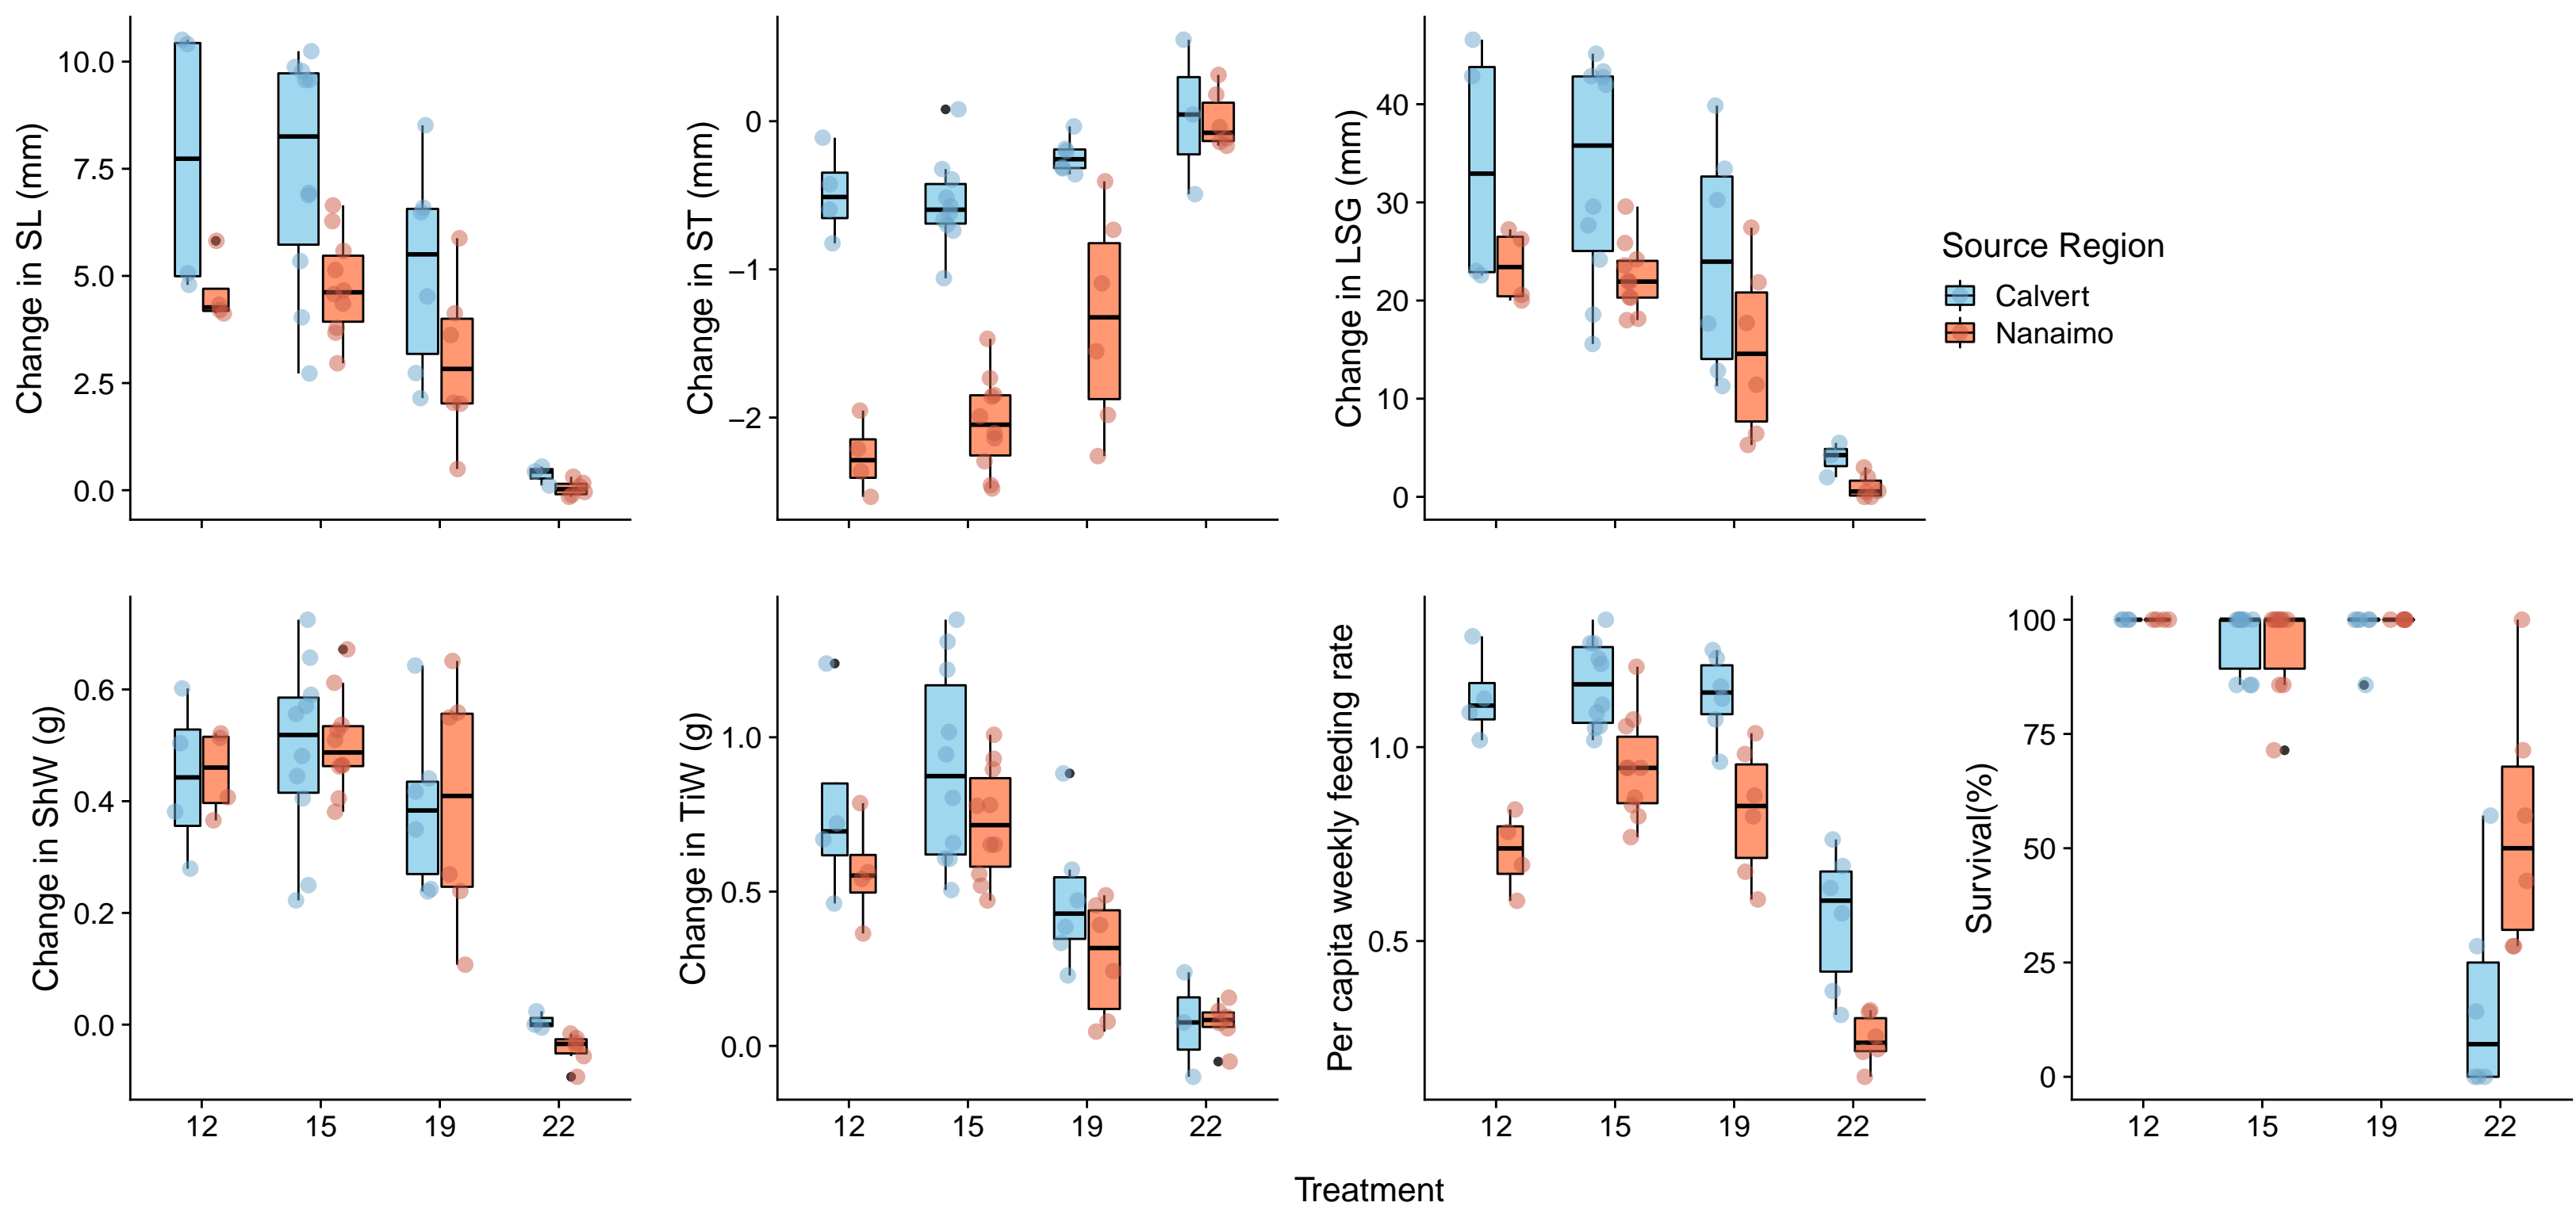 Change in SL (mm)
10.0
7.5
5.0
2.5
0.0
Change in ST (mm)
0
−1
−2
Change in LSG (mm)
40
30
20
10
0
Source Region
Calvert
Nanaimo
Change in ShW (g)
0.6
0.4
0.2
0.0
12 15 19 22
Change in TiW (g)
1.0
0.5
0.0
12 15 19 22
Per capita weekly feeding rate
1.0
0.5
12 15 19 22
Survival(%)
100
75
50
25
0
12 15 19 22
Treatment